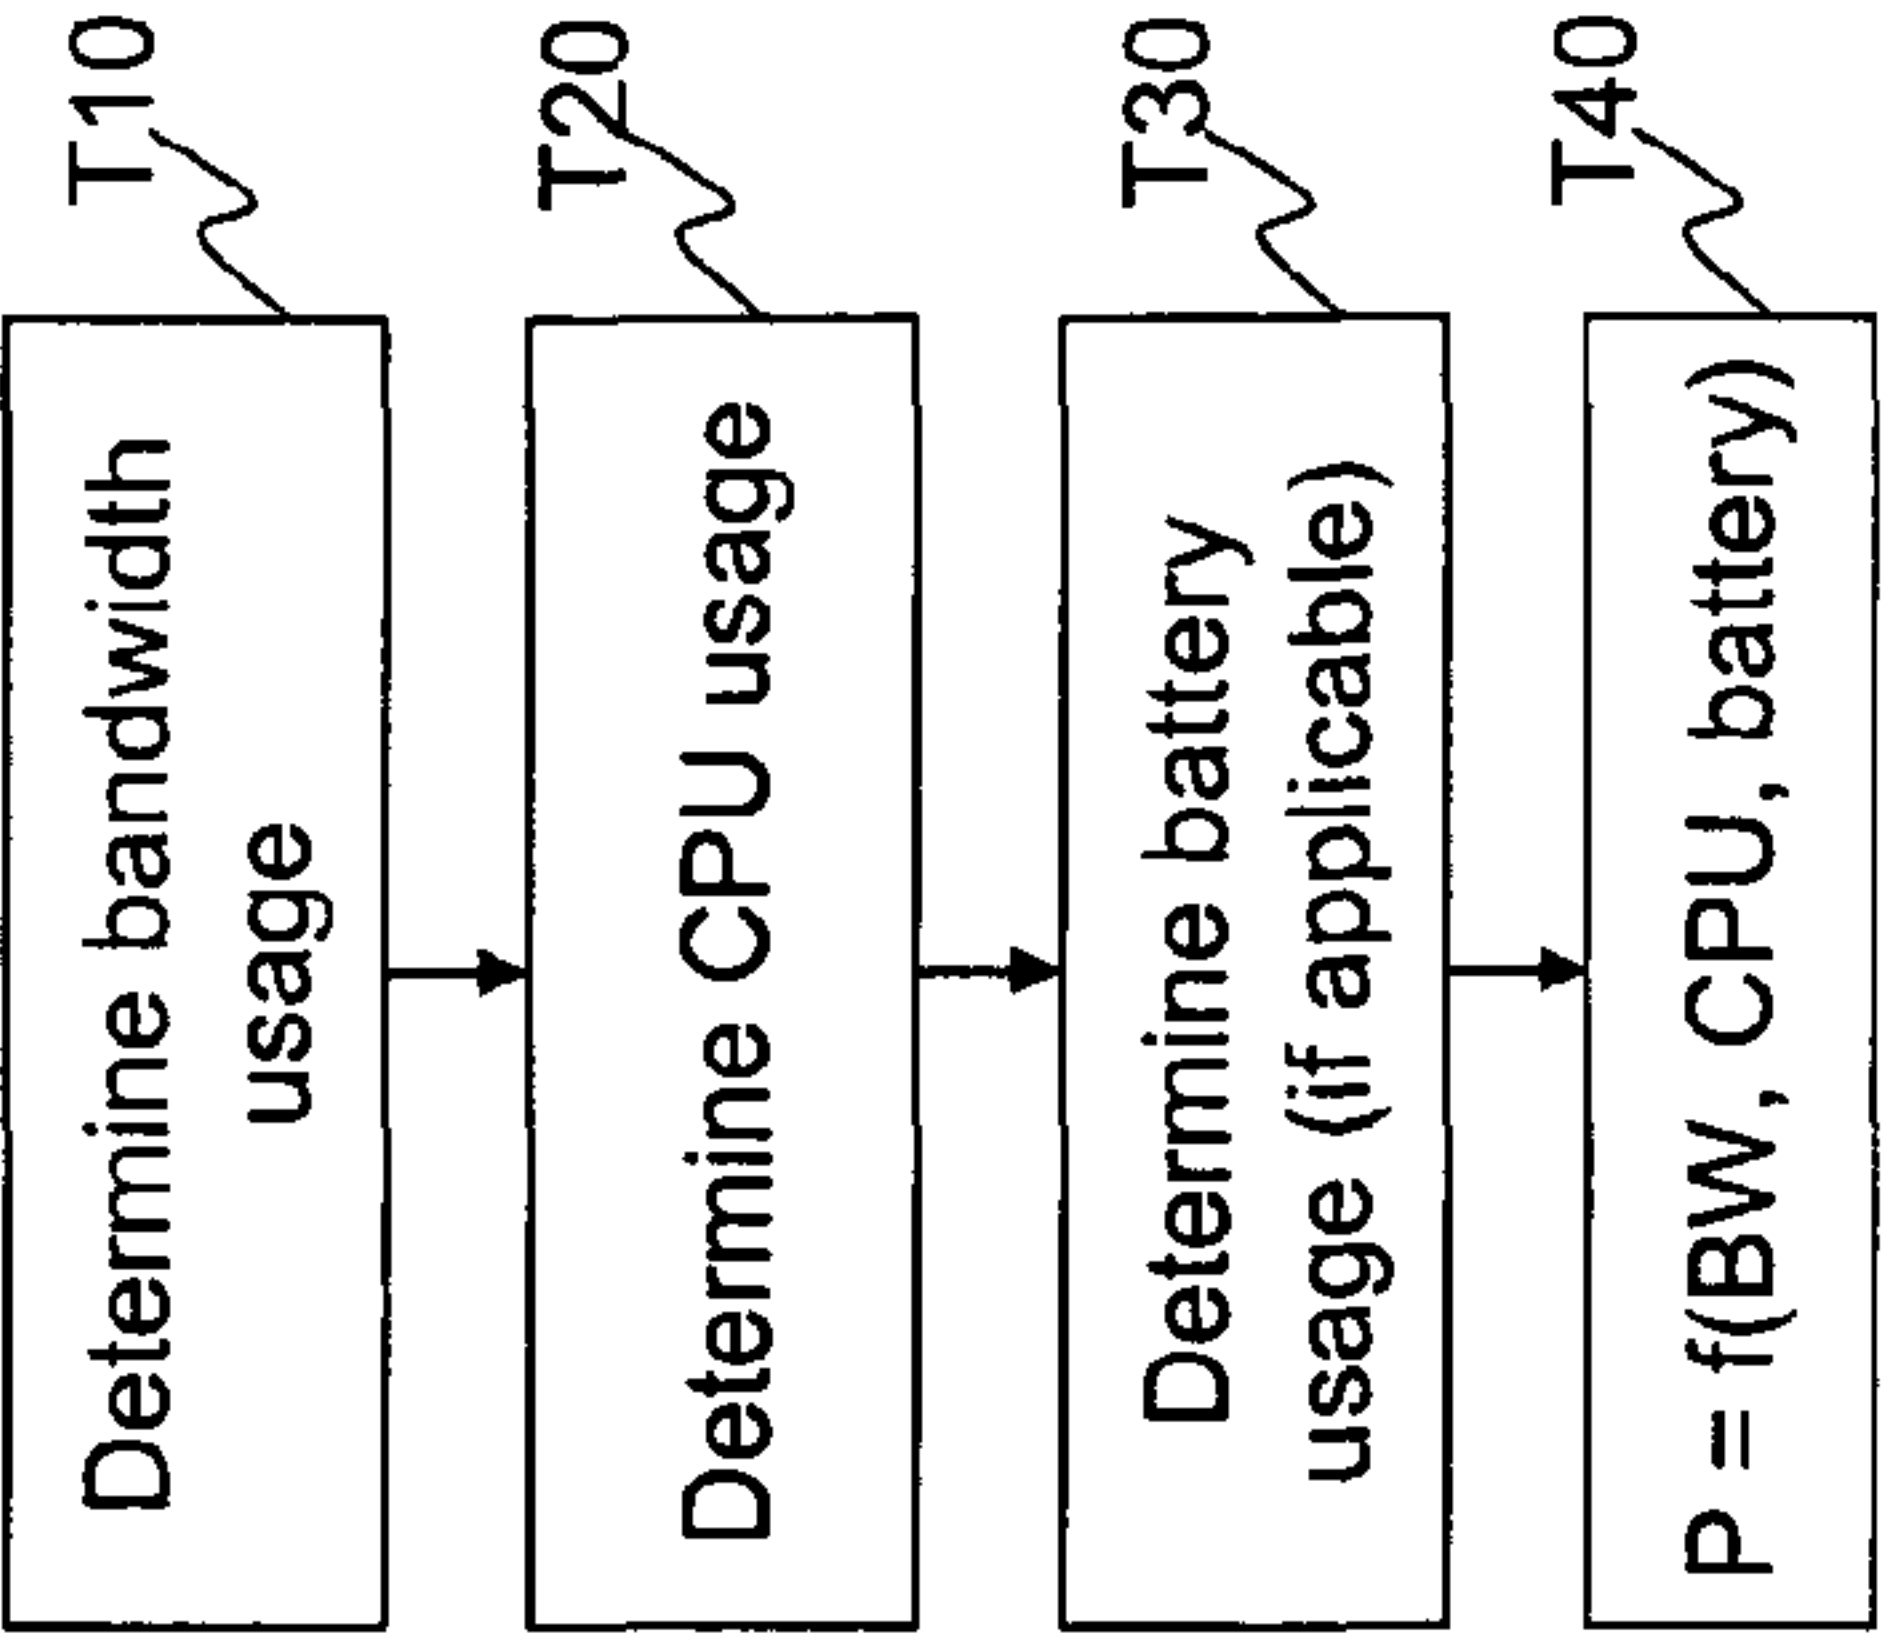 Determine bandwidth
usage
T10
Determine CPU usage
T20
Determine battery
usage (if applicable)
T30
P = f(BW, CPU, battery)
T40